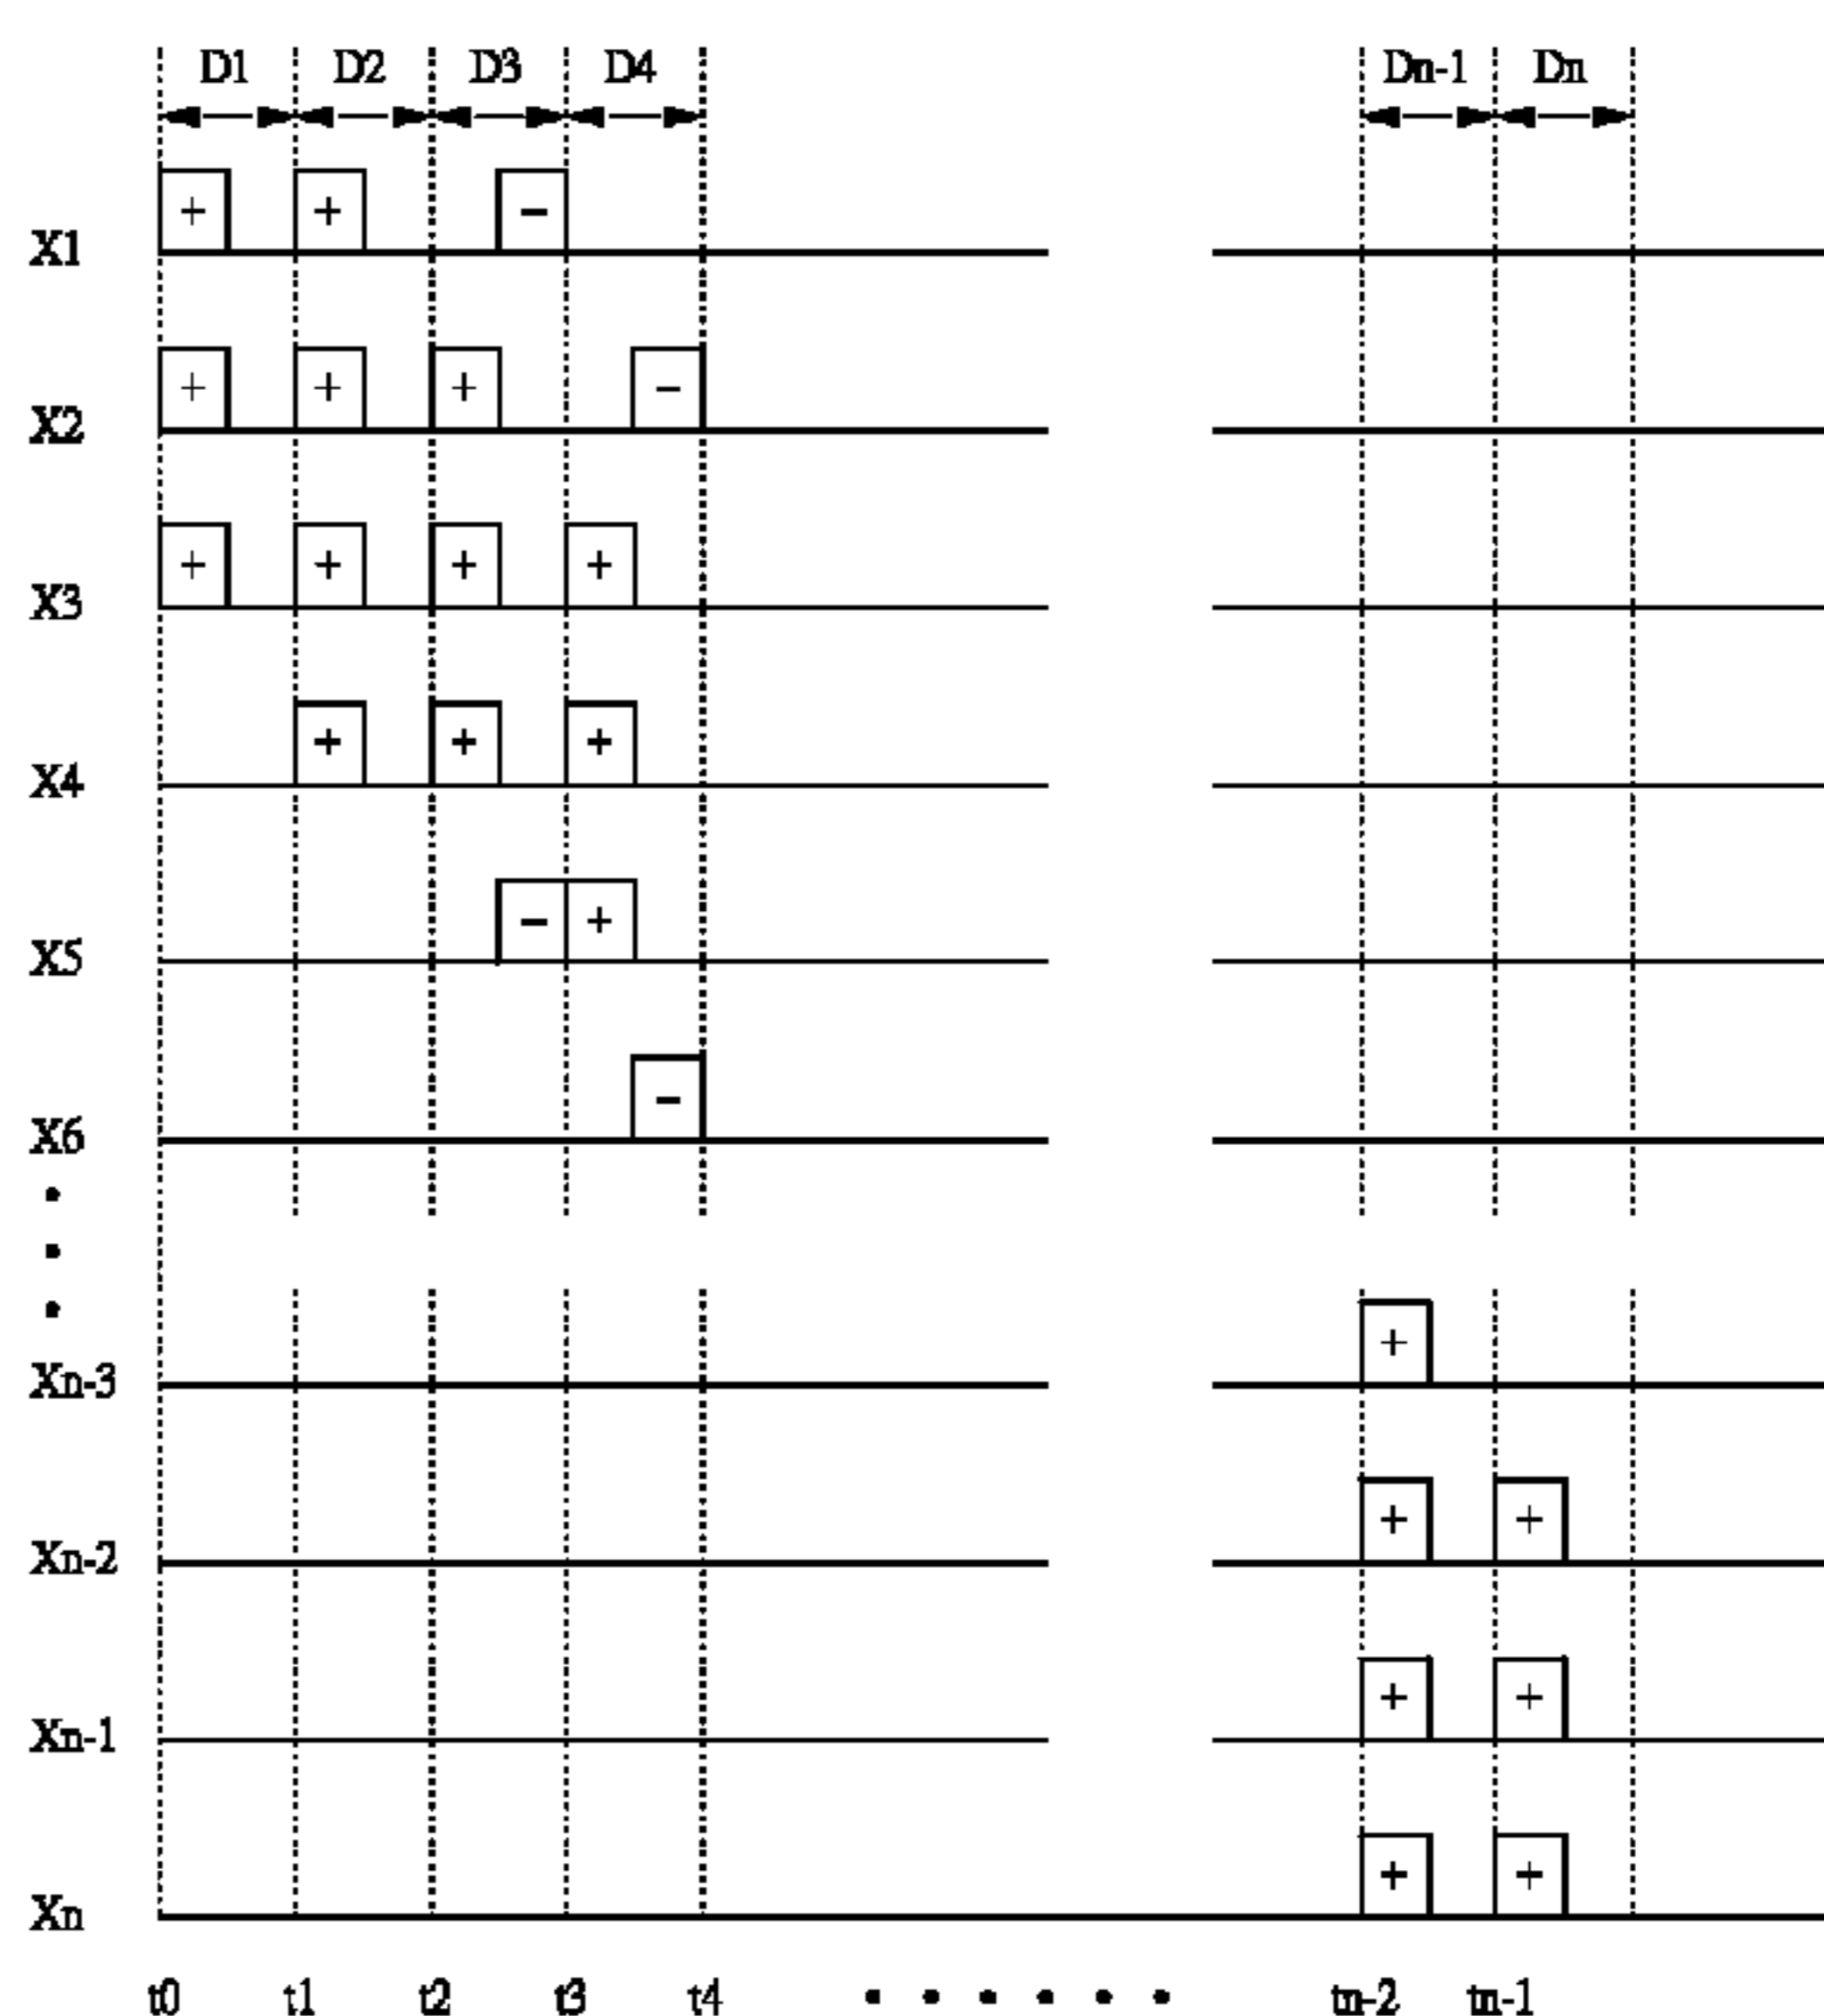 D1 D2 D3 D4 Dn-1 Dn
+ + -
X1
+ + + -
X2
+ + + +
X3
+ + +
X4
- +
X5
-
X6
+
Xn-3
+ +
Xn-2
+ +
Xn-1
+ +
Xn
t0 t1 t2 t3 t4 • • • • • • tn-2 tn-1